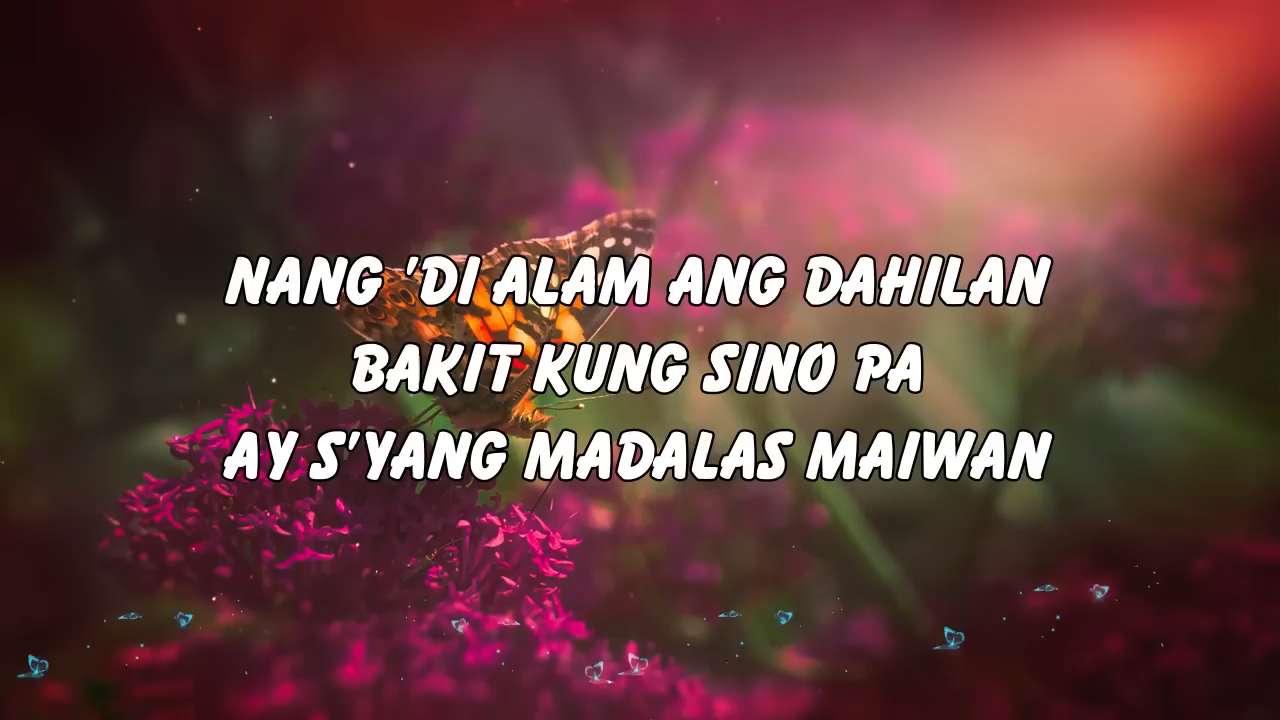 NANG 'DI ALAM ANG DAHILAN
BAKIT KUNG SINO PA
AY S'YANG MADALAS MAIWAN